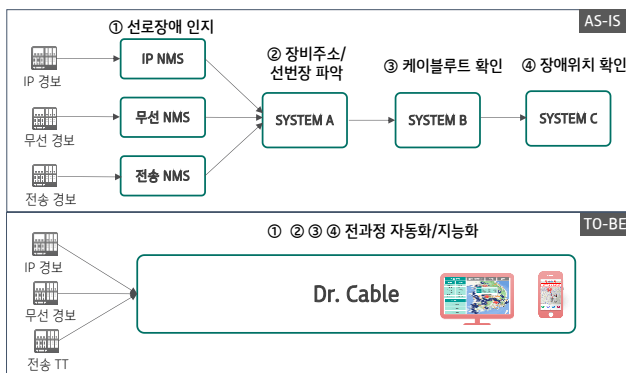 AS-IS
① 선로장애 인지
IP 경보
IP NMS
② 장비주소/
선번장 파악
③ 케이블루트 확인
④ 장애위치 확인
무선 경보
무선 NMS
SYSTEM A
SYSTEM B
SYSTEM C
전송 경보
전송 NMS
TO-BE
① ② ③ ④ 전과정 자동화/지능화
IP 경보
무선 경보
전송 TT
Dr. Cable